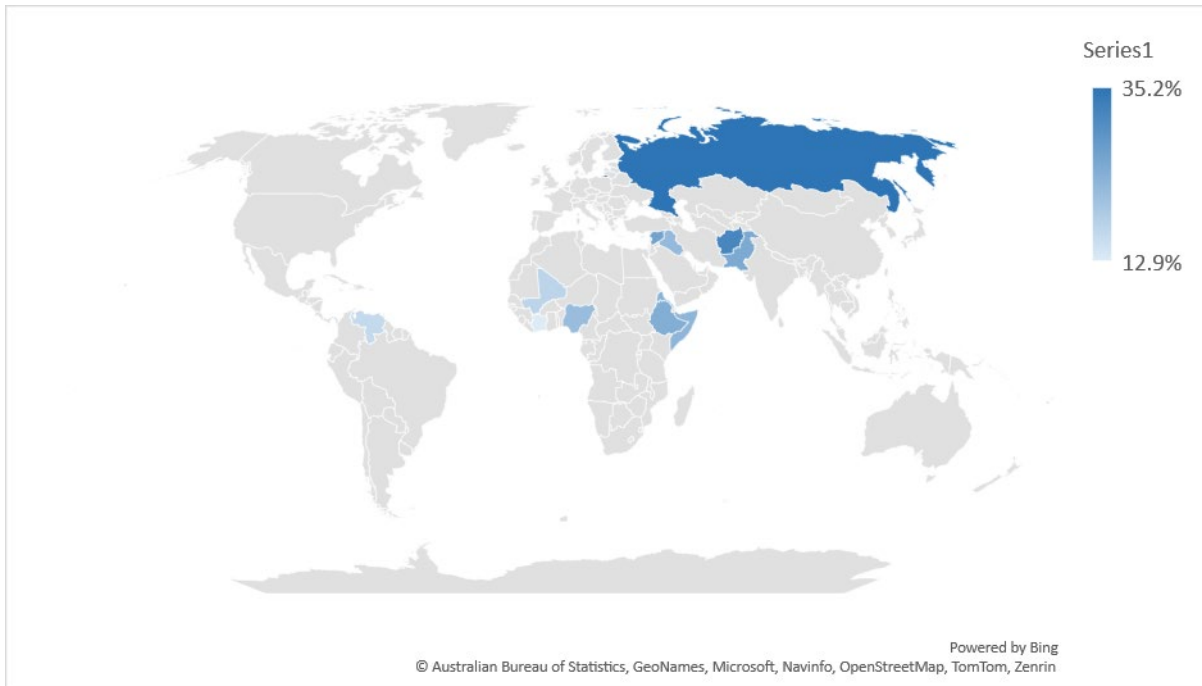 Series1
35.2%
12.9%
Powered by Bing
© Australian Bureau of Statistics, GeoNames, Microsoft, Navinfo, OpenStreetMap, TomTom, Zenrin